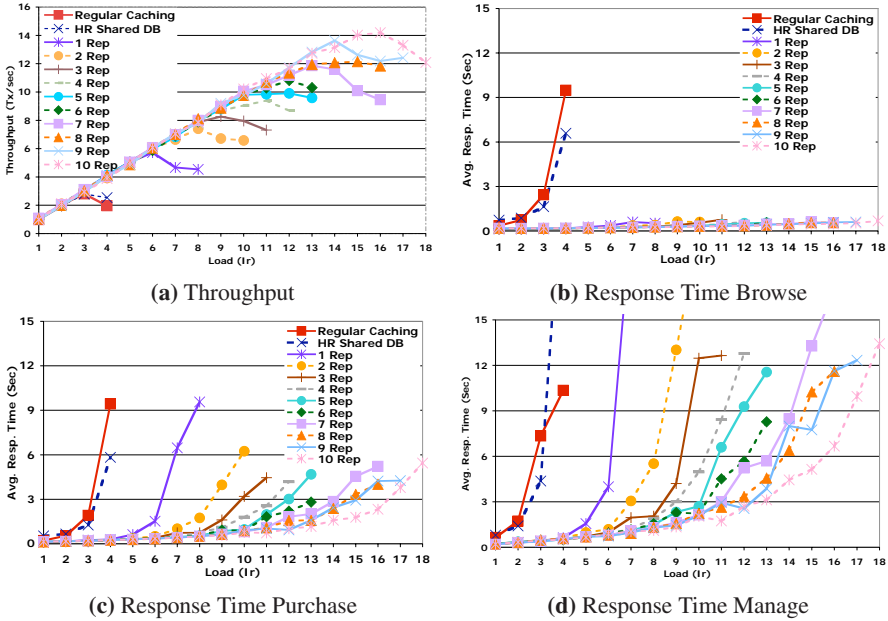 Throughput (Tx/sec)
16
14
12
10
8
6
4
2
0
Regular Caching
HR Shared DB
1 Rep
2 Rep
3 Rep
4 Rep
5 Rep
6 Rep
7 Rep
8 Rep
9 Rep
10 Rep
1 2 3 4 5 6 7 8 9 10 11 12 13 14 15 16 17 18
Load (Ir)
(a) Throughput
Avg. Resp. Time (Sec)
15
12
9
6
3
0
Regular Caching
HR Shared DB
1 Rep
2 Rep
3 Rep
4 Rep
5 Rep
6 Rep
7 Rep
8 Rep
9 Rep
10 Rep
1 2 3 4 5 6 7 8 9 10 11 12 13 14 15 16 17 18
Load (Ir)
(b) Response Time Browse
Avg. Resp. Time (Sec)
15
12
9
6
3
0
Regular Caching
HR Shared DB
1 Rep
2 Rep
3 Rep
4 Rep
5 Rep
6 Rep
7 Rep
8 Rep
9 Rep
10 Rep
1 2 3 4 5 6 7 8 9 10 11 12 13 14 15 16 17 18
Load (Ir)
(c) Response Time Purchase
Avg. Resp. Time (Sec)
15
12
9
6
3
0
1 2 3 4 5 6 7 8 9 10 11 12 13 14 15 16 17 18
Load (Ir)
(d) Response Time Manage